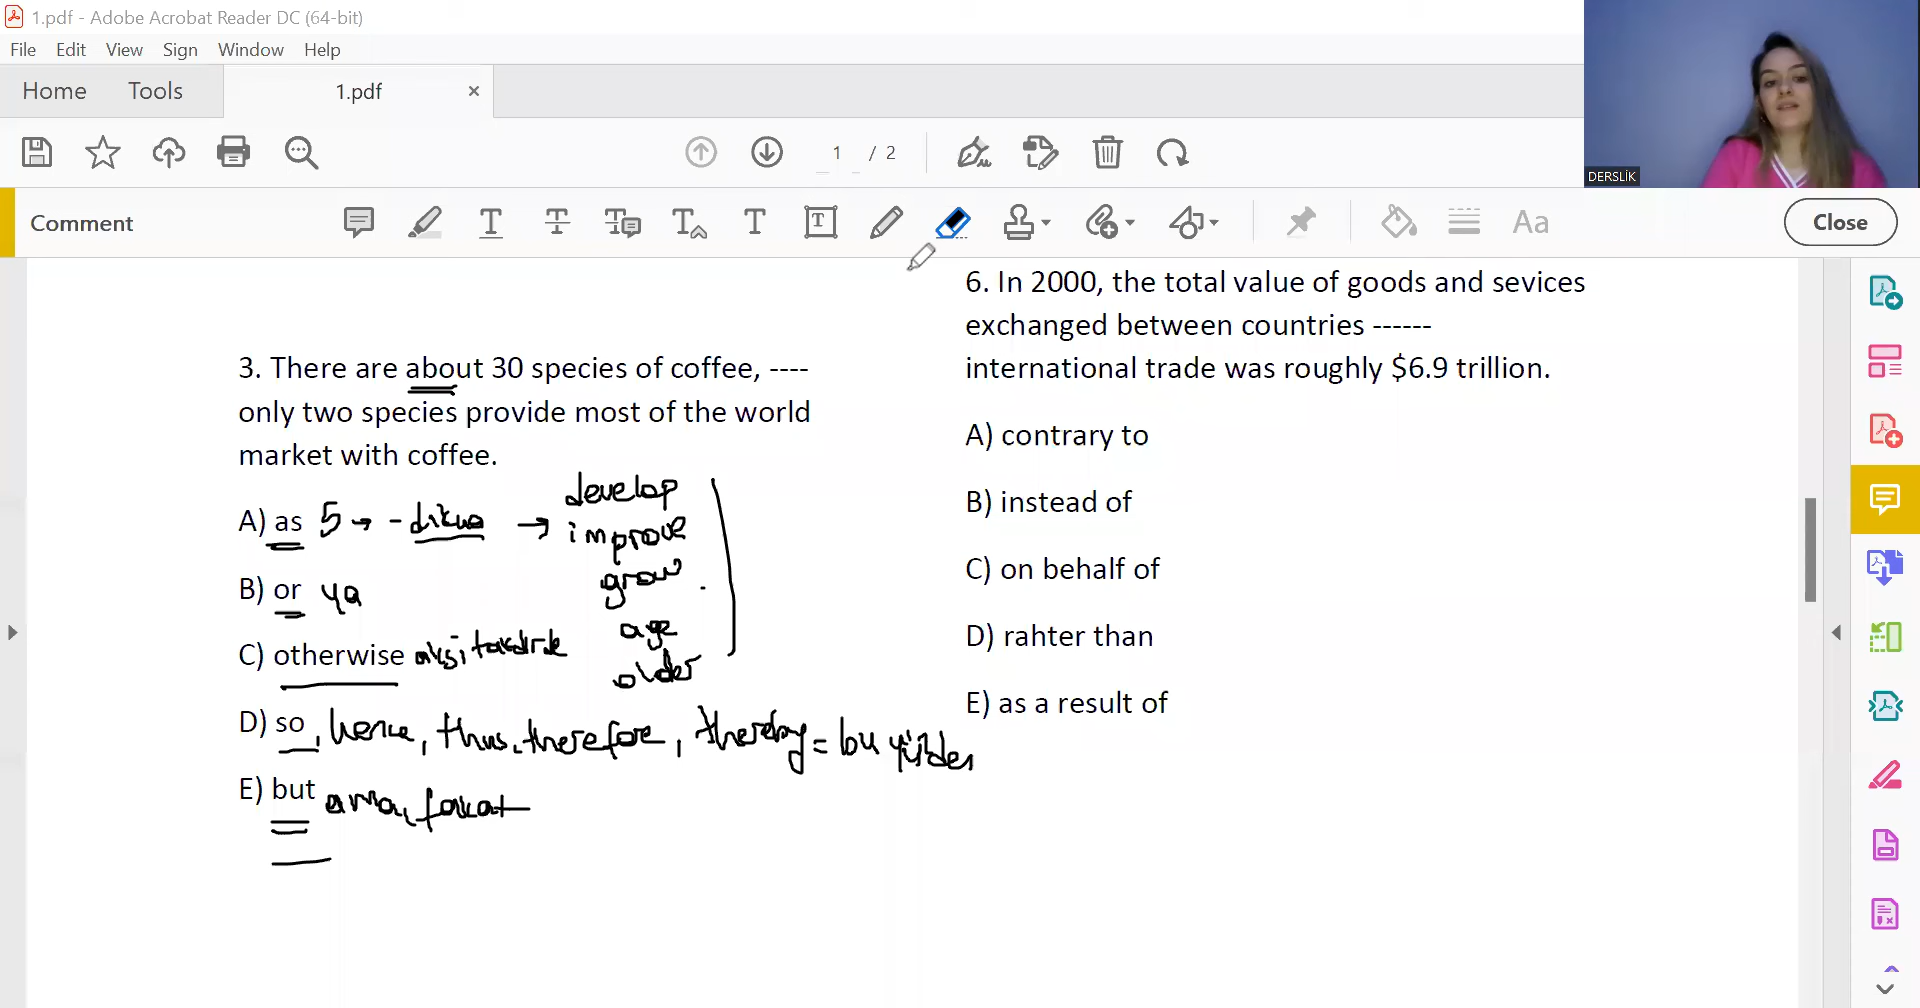 1.pdf - Adobe Acrobat Reader DC (64-bit)
File Edit View Sign Window Help
Home Tools 1.pdf ×
1 / 2
DERSLİK
Comment
Close
3. There are about 30 species of coffee, ----
only two species provide most of the world
market with coffee.
A) as 5 → -dikçe → develop
improve
grow
age
older
B) or ya
C) otherwise aksi takdirde
D) so, hence, thus, therefore, thereby = bu yüzden
E) but ama, fakat
6. In 2000, the total value of goods and sevices
exchanged between countries ------
international trade was roughly $6.9 trillion.
A) contrary to
B) instead of
C) on behalf of
D) rahter than
E) as a result of